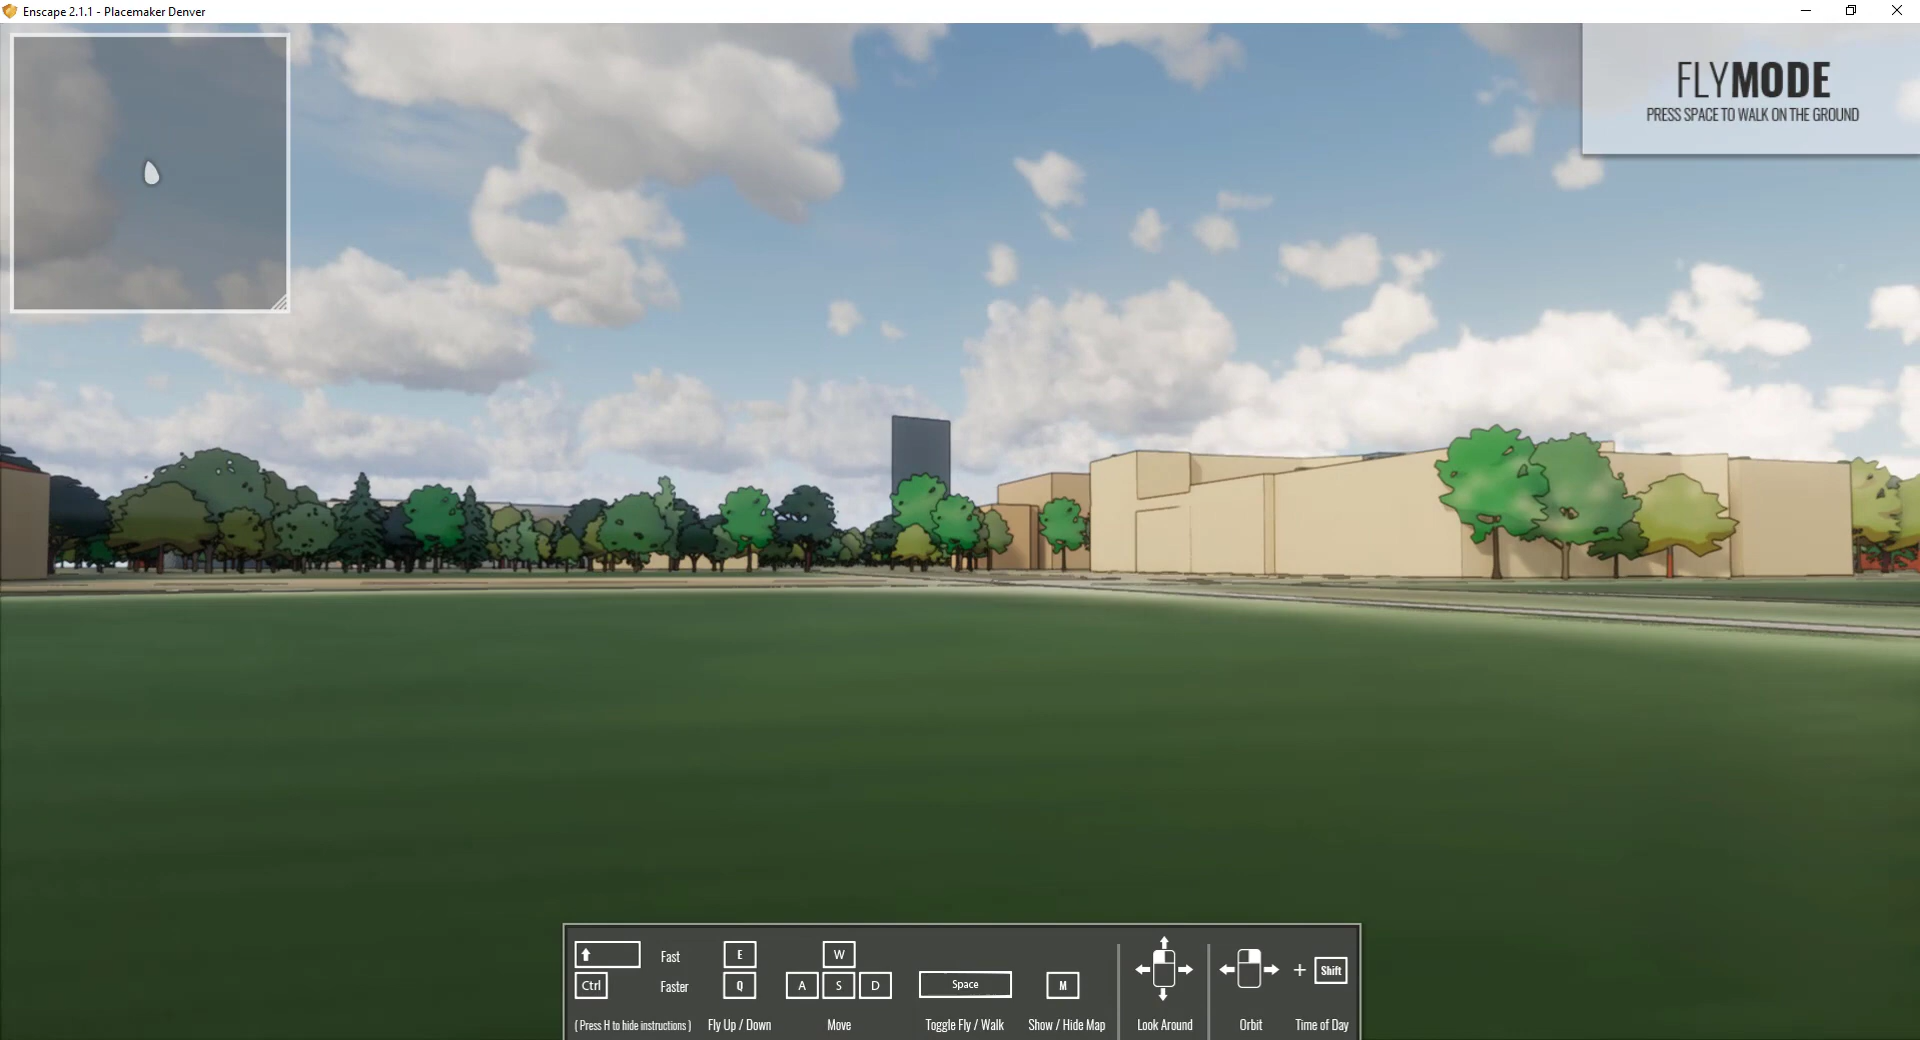 Enscape 2.1.1 - Placemaker Denver
FLYMODE
PRESS SPACE TO WALK ON THE GROUND
Fast
E
W
Ctrl
Faster
Q
A
S
D
Space
M
+
Shift
( Press H to hide instructions )
Fly Up / Down
Move
Toggle Fly / Walk
Show / Hide Map
Look Around
Orbit
Time of Day